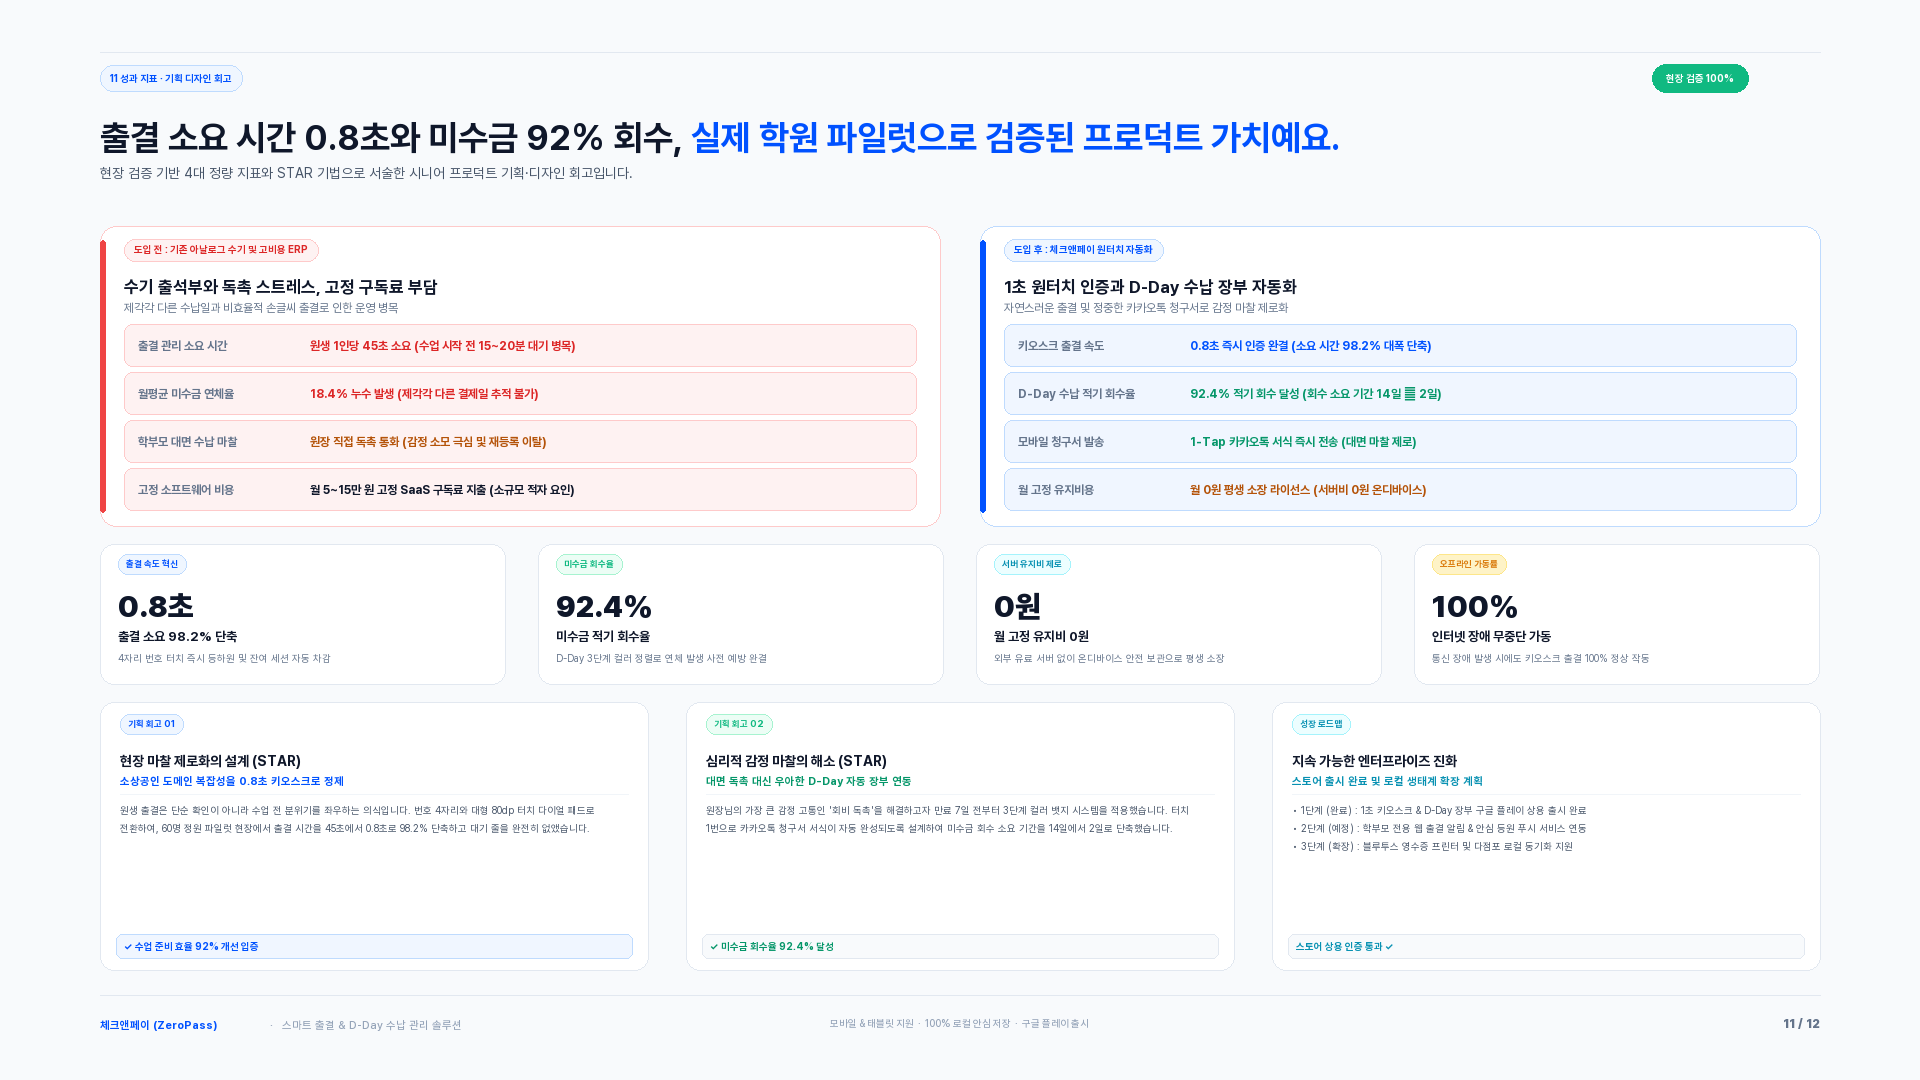 11 성과 지표 · 기획 디자인 회고
현장 검증 100%
출결 소요 시간 0.8초와 미수금 92% 회수, 실제 학원 파일럿으로 검증된 프로덕트 가치예요.
현장 검증 기반 4대 정량 지표와 STAR 기법으로 서술한 시니어 프로덕트 기획·디자인 회고입니다.
도입 전 : 기존 아날로그 수기 및 고비용 ERP
수기 출석부와 독촉 스트레스, 고정 구독료 부담
제각각 다른 수납일과 비효율적 손글씨 출결로 인한 운영 병목
출결 관리 소요 시간
원생 1인당 45초 소요 (수업 시작 전 15~20분 대기 병목)
월평균 미수금 연체율
18.4% 누수 발생 (제각각 다른 결제일 추적 불가)
학부모 대면 수납 마찰
원장 직접 독촉 통화 (감정 소모 극심 및 재등록 이탈)
고정 소프트웨어 비용
월 5~15만 원 고정 SaaS 구독료 지출 (소규모 적자 요인)
도입 후 : 체크앤페이 원터치 자동화
1초 원터치 인증과 D-Day 수납 장부 자동화
자연스러운 출결 및 정중한 카카오톡 청구서로 감정 마찰 제로화
키오스크 출결 속도
0.8초 즉시 인증 완결 (소요 시간 98.2% 대폭 단축)
D-Day 수납 적기 회수율
92.4% 적기 회수 달성 (회수 소요 기간 14일 2일)
모바일 청구서 발송
1-Tap 카카오톡 서식 즉시 전송 (대면 마찰 제로)
월 고정 유지비용
월 0원 평생 소장 라이선스 (서버비 0원 온디바이스)
출결 속도 혁신
0.8초
출결 소요 98.2% 단축
4자리 번호 터치 즉시 등하원 및 잔여 세션 자동 차감
미수금 회수율
92.4%
미수금 적기 회수율
D-Day 3단계 컬러 정렬로 연체 발생 사전 예방 완결
서버 유지비 제로
0원
월 고정 유지비 0원
외부 유료 서버 없이 온디바이스 안전 보관으로 평생 소장
오프라인 가동률
100%
인터넷 장애 무중단 가동
통신 장애 발생 시에도 키오스크 출결 100% 정상 작동
기획 회고 01
현장 마찰 제로화의 설계 (STAR)
소상공인 도메인 복잡성을 0.8초 키오스크로 정제
원생 출결은 단순 확인이 아니라 수업 전 분위기를 좌우하는 의식입니다. 번호 4자리와 대형 80dp 터치 다이얼 패드로
전환하여, 60명 정원 파일럿 현장에서 출결 시간을 45초에서 0.8초로 98.2% 단축하고 대기 줄을 완전히 없앴습니다.
✓ 수업 준비 효율 92% 개선 입증
기획 회고 02
심리적 감정 마찰의 해소 (STAR)
대면 독촉 대신 우아한 D-Day 자동 장부 연동
원장님의 가장 큰 감정 고통인 '회비 독촉'을 해결하고자 만료 7일 전부터 3단계 컬러 뱃지 시스템을 적용했습니다. 터치
1번으로 카카오톡 청구서 서식이 자동 완성되도록 설계하여 미수금 회수 소요 기간을 14일에서 2일로 단축했습니다.
✓ 미수금 회수율 92.4% 달성
성장 로드맵
지속 가능한 엔터프라이즈 진화
스토어 출시 완료 및 로컬 생태계 확장 계획
• 1단계 (완료) : 1초 키오스크 & D-Day 장부 구글 플레이 상용 출시 완료
• 2단계 (예정) : 학부모 전용 웹 출결 알림 & 안심 등원 푸시 서비스 연동
• 3단계 (확장) : 블루투스 영수증 프린터 및 다점포 로컬 동기화 지원
스토어 상용 인증 통과 ✓
체크앤페이 (ZeroPass) · 스마트 출결 & D-Day 수납 관리 솔루션
모바일 & 태블릿 지원 · 100% 로컬 안심 저장 · 구글 플레이 출시
11 / 12